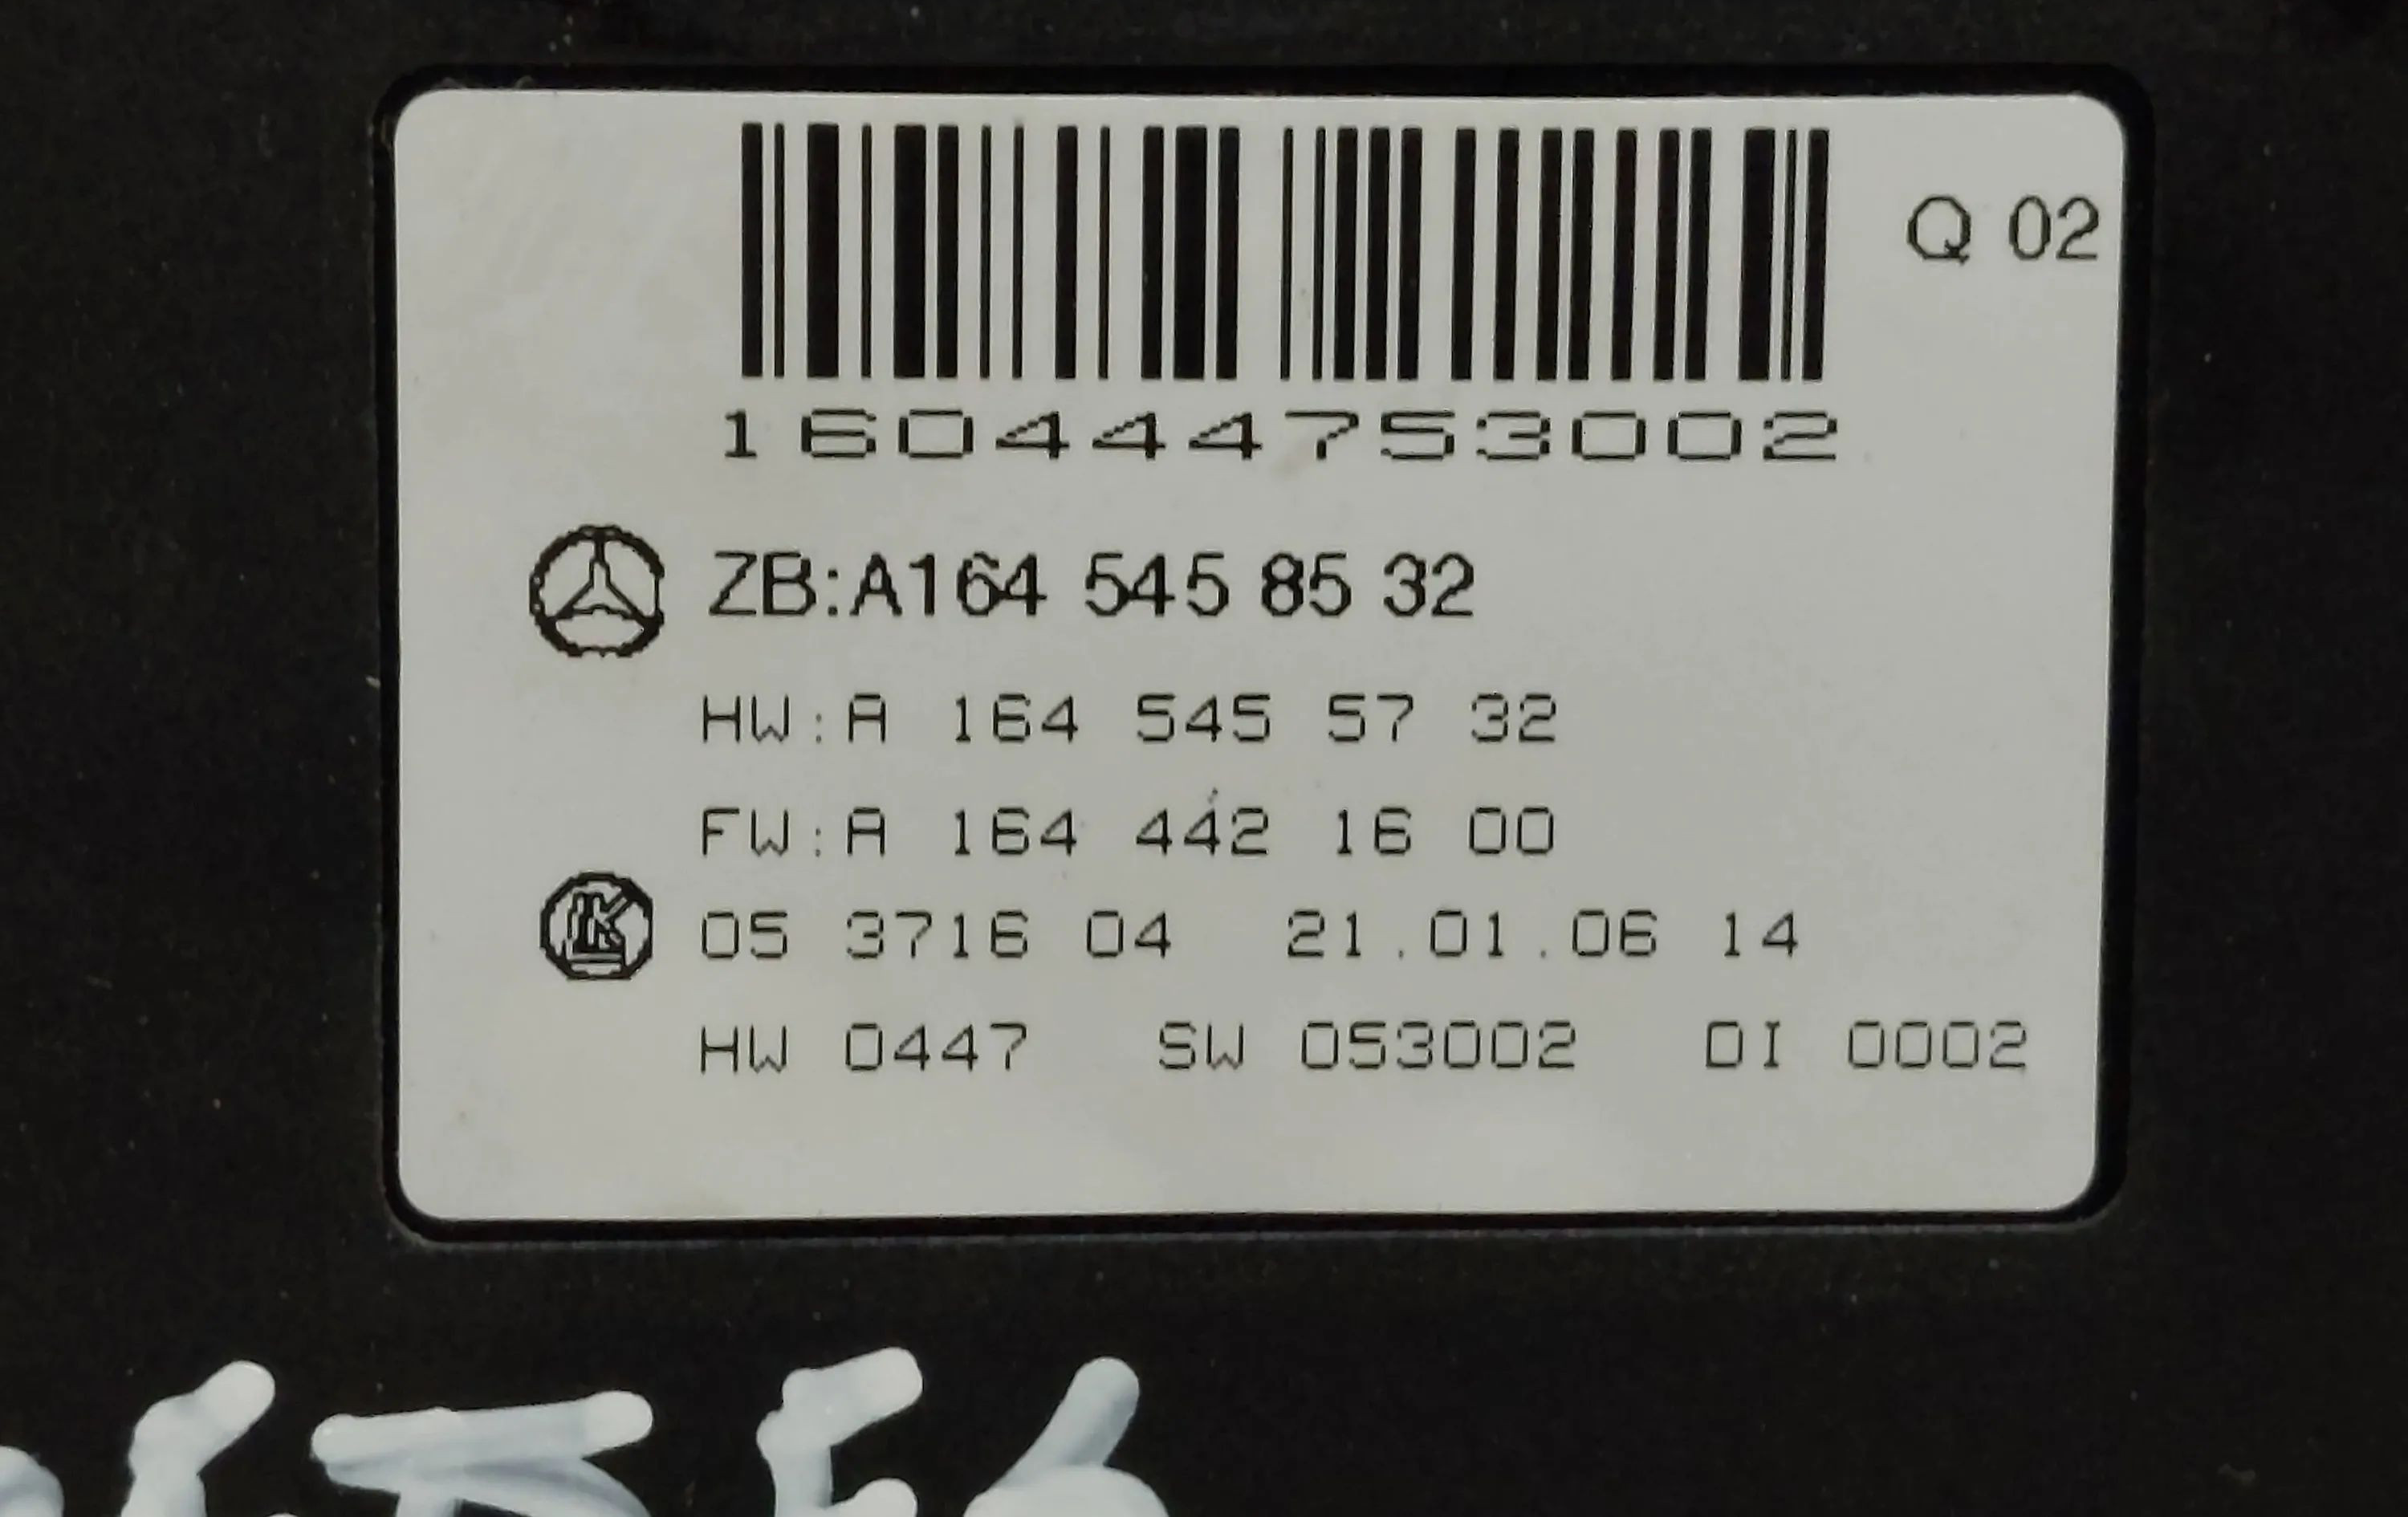 Q 02
160444753002
ZB:A164 545 85 32
HW:A 164 545 57 32
FW:A 164 442 16 00
05 3716 04 21.01.06 14
HW 0447 SW 053002 DI 0002